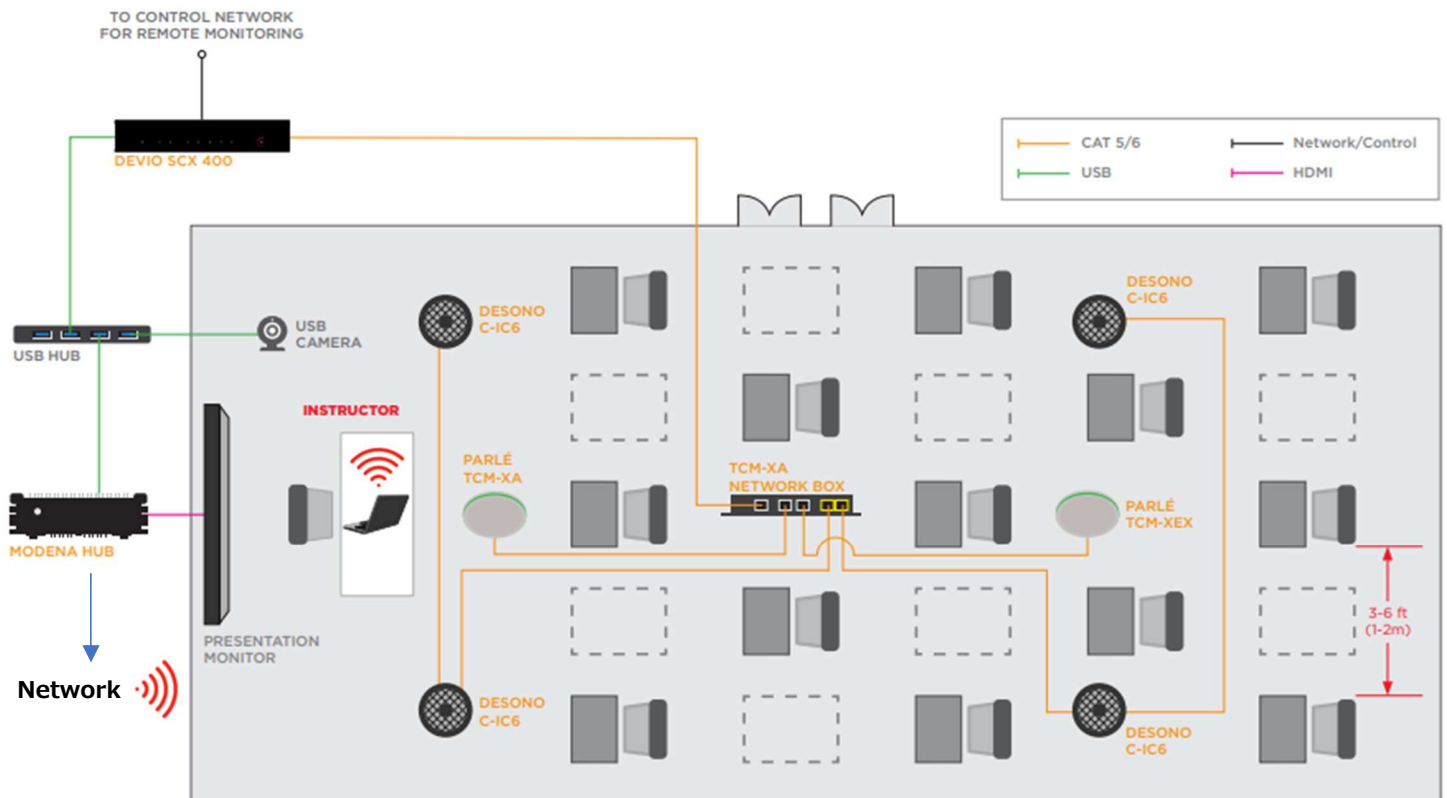 TO CONTROL NETWORK
FOR REMOTE MONITORING
DEVIO SCX 400
CAT 5/6
Network/Control
USB
HDMI
USB HUB
USB
CAMERA
DESONO
C-IC6
DESONO
C-IC6
INSTRUCTOR
PARLÉ
TCM-XA
TCM-XA
NETWORK BOX
PARLÉ
TCM-XEX
MODENA HUB
3-6 ft
(1-2m)
PRESENTATION
MONITOR
Network
DESONO
C-IC6
DESONO
C-IC6